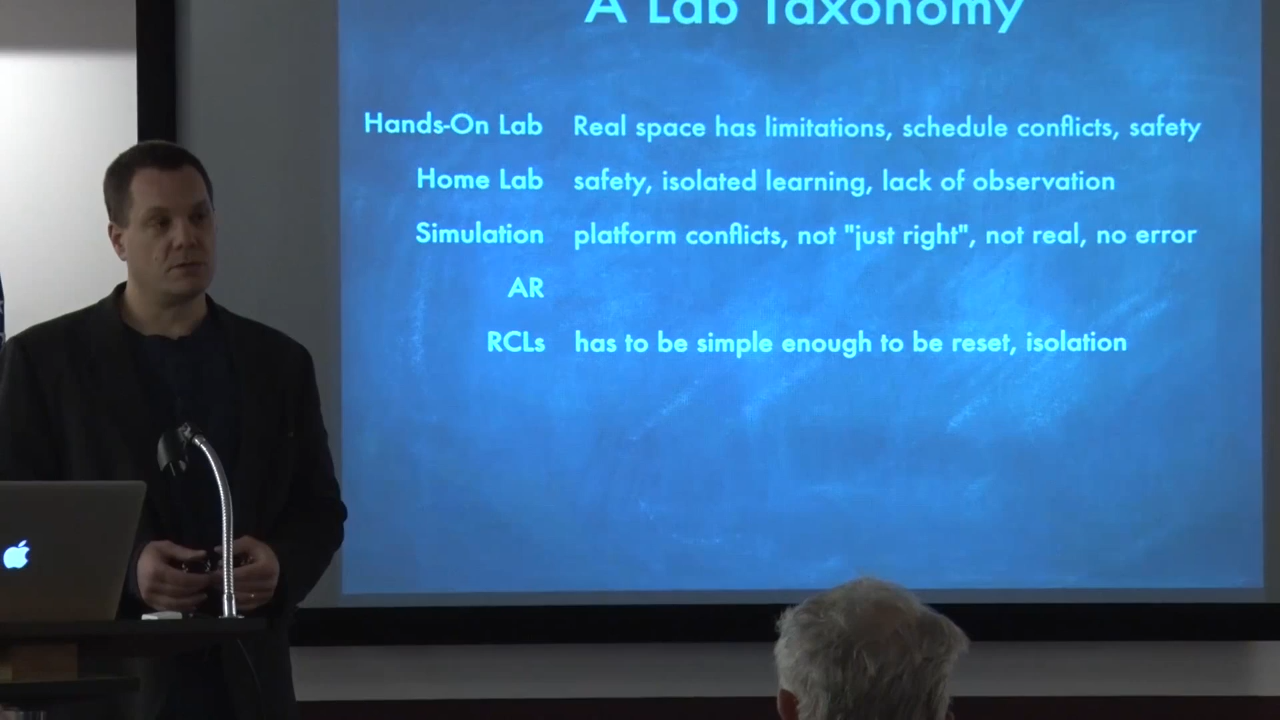 A Lab Taxonomy
Hands-On Lab Real space has limitations, schedule conflicts, safety
Home Lab safety, isolated learning, lack of observation
Simulation platform conflicts, not "just right", not real, no error
AR
RCLs has to be simple enough to be reset, isolation